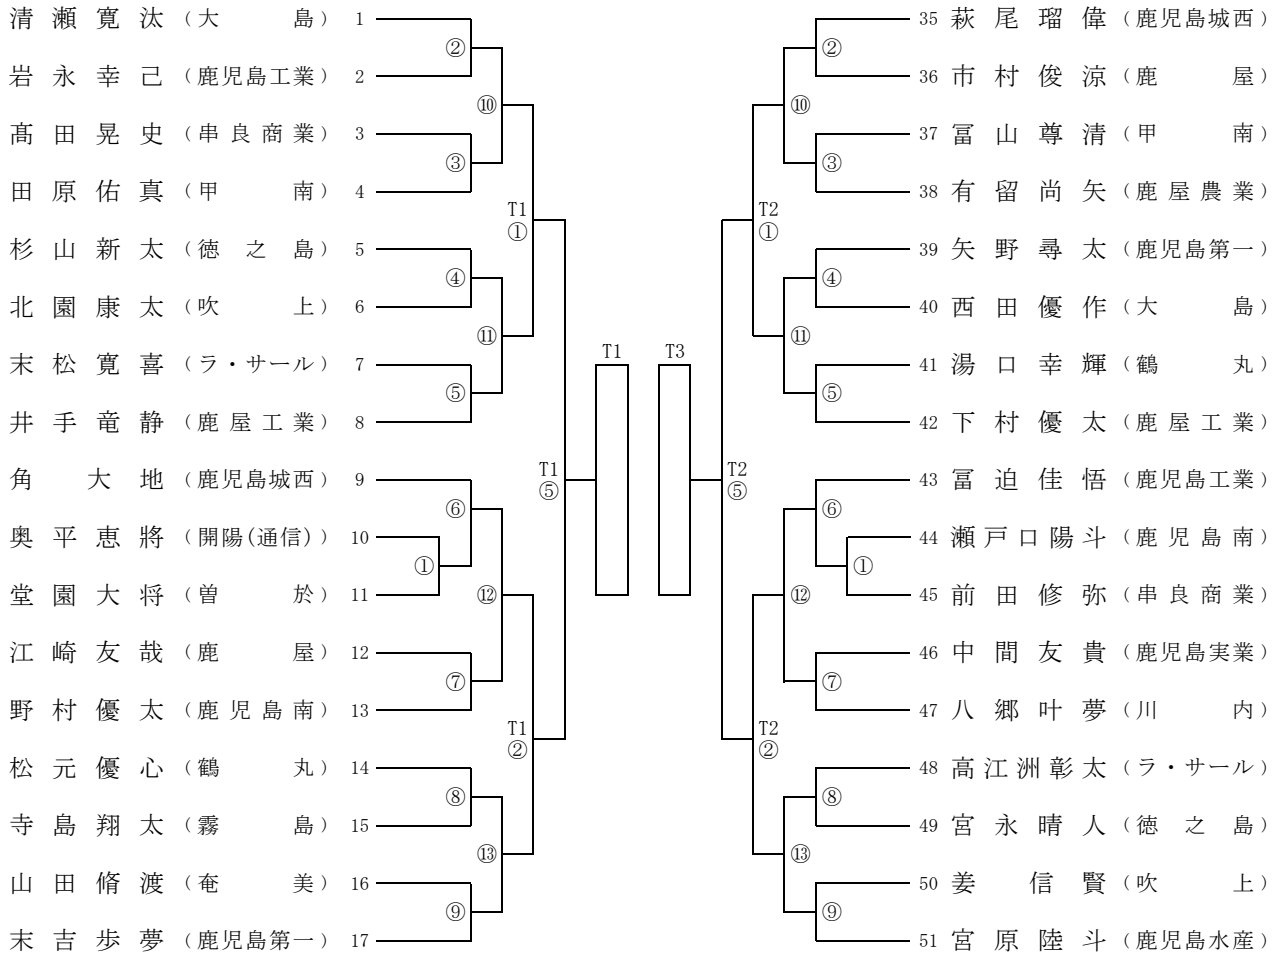 清瀬寛汰（大島） 1
②
岩永幸己（鹿児島工業） 2
⑩
髙田晃史（串良商業） 3
③
田原佑真（甲南） 4
T1
①
杉山新太（徳之島） 5
④
北園康太（吹上） 6
⑪
末松寛喜（ラ・サール） 7
⑤
井手竜静（鹿屋工業） 8
T1
⑤
角大地（鹿児島城西） 9
⑥
奥平恵將（開陽(通信)） 10
①
堂園大将（曽於） 11
⑫
江崎友哉（鹿屋） 12
⑦
野村優太（鹿児島南） 13
T1
②
松元優心（鶴丸） 14
⑧
寺島翔太（霧島） 15
⑬
山田脩渡（奄美） 16
⑨
末吉歩夢（鹿児島第一） 17
T1
T3
35 萩尾瑠偉（鹿児島城西）
②
36 市村俊涼（鹿屋）
⑩
37 冨山尊清（甲南）
③
38 有留尚矢（鹿屋農業）
T2
①
39 矢野尋太（鹿児島第一）
④
40 西田優作（大島）
⑪
41 湯口幸輝（鶴丸）
⑤
42 下村優太（鹿屋工業）
T2
⑤
43 冨迫佳悟（鹿児島工業）
⑥
44 瀬戸口陽斗（鹿児島南）
①
45 前田修弥（串良商業）
⑫
46 中間友貴（鹿児島実業）
⑦
47 八郷叶夢（川内）
T2
②
48 高江洲彰太（ラ・サール）
⑧
49 宮永晴人（徳之島）
⑬
50 姜信賢（吹上）
⑨
51 宮原陸斗（鹿児島水産）